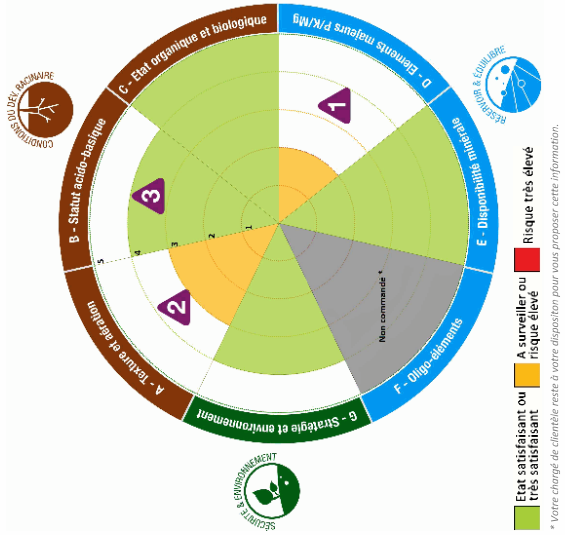 C - Etat organique et biologique
D - Eléments majeurs P/K/Mg
CONDITIONS DU DÉV. RACINAIRE
RÉSERVOIR & ÉQUILIBRE
B - Statut acido-basique
E - Disponibilité minérale
A - Texture et aération
F - Oligo-éléments
G - Stratégie et environnement
SÉCURITÉ & ENVIRONNEMENT
1
2
3
1
2
3
4
5
Non commandé *
Etat satisfaisant ou
très satisfaisant
A surveiller ou
risque élevé
Risque très élevé
* Votre chargé de clientèle reste à votre dispositon pour vous proposer cette information.